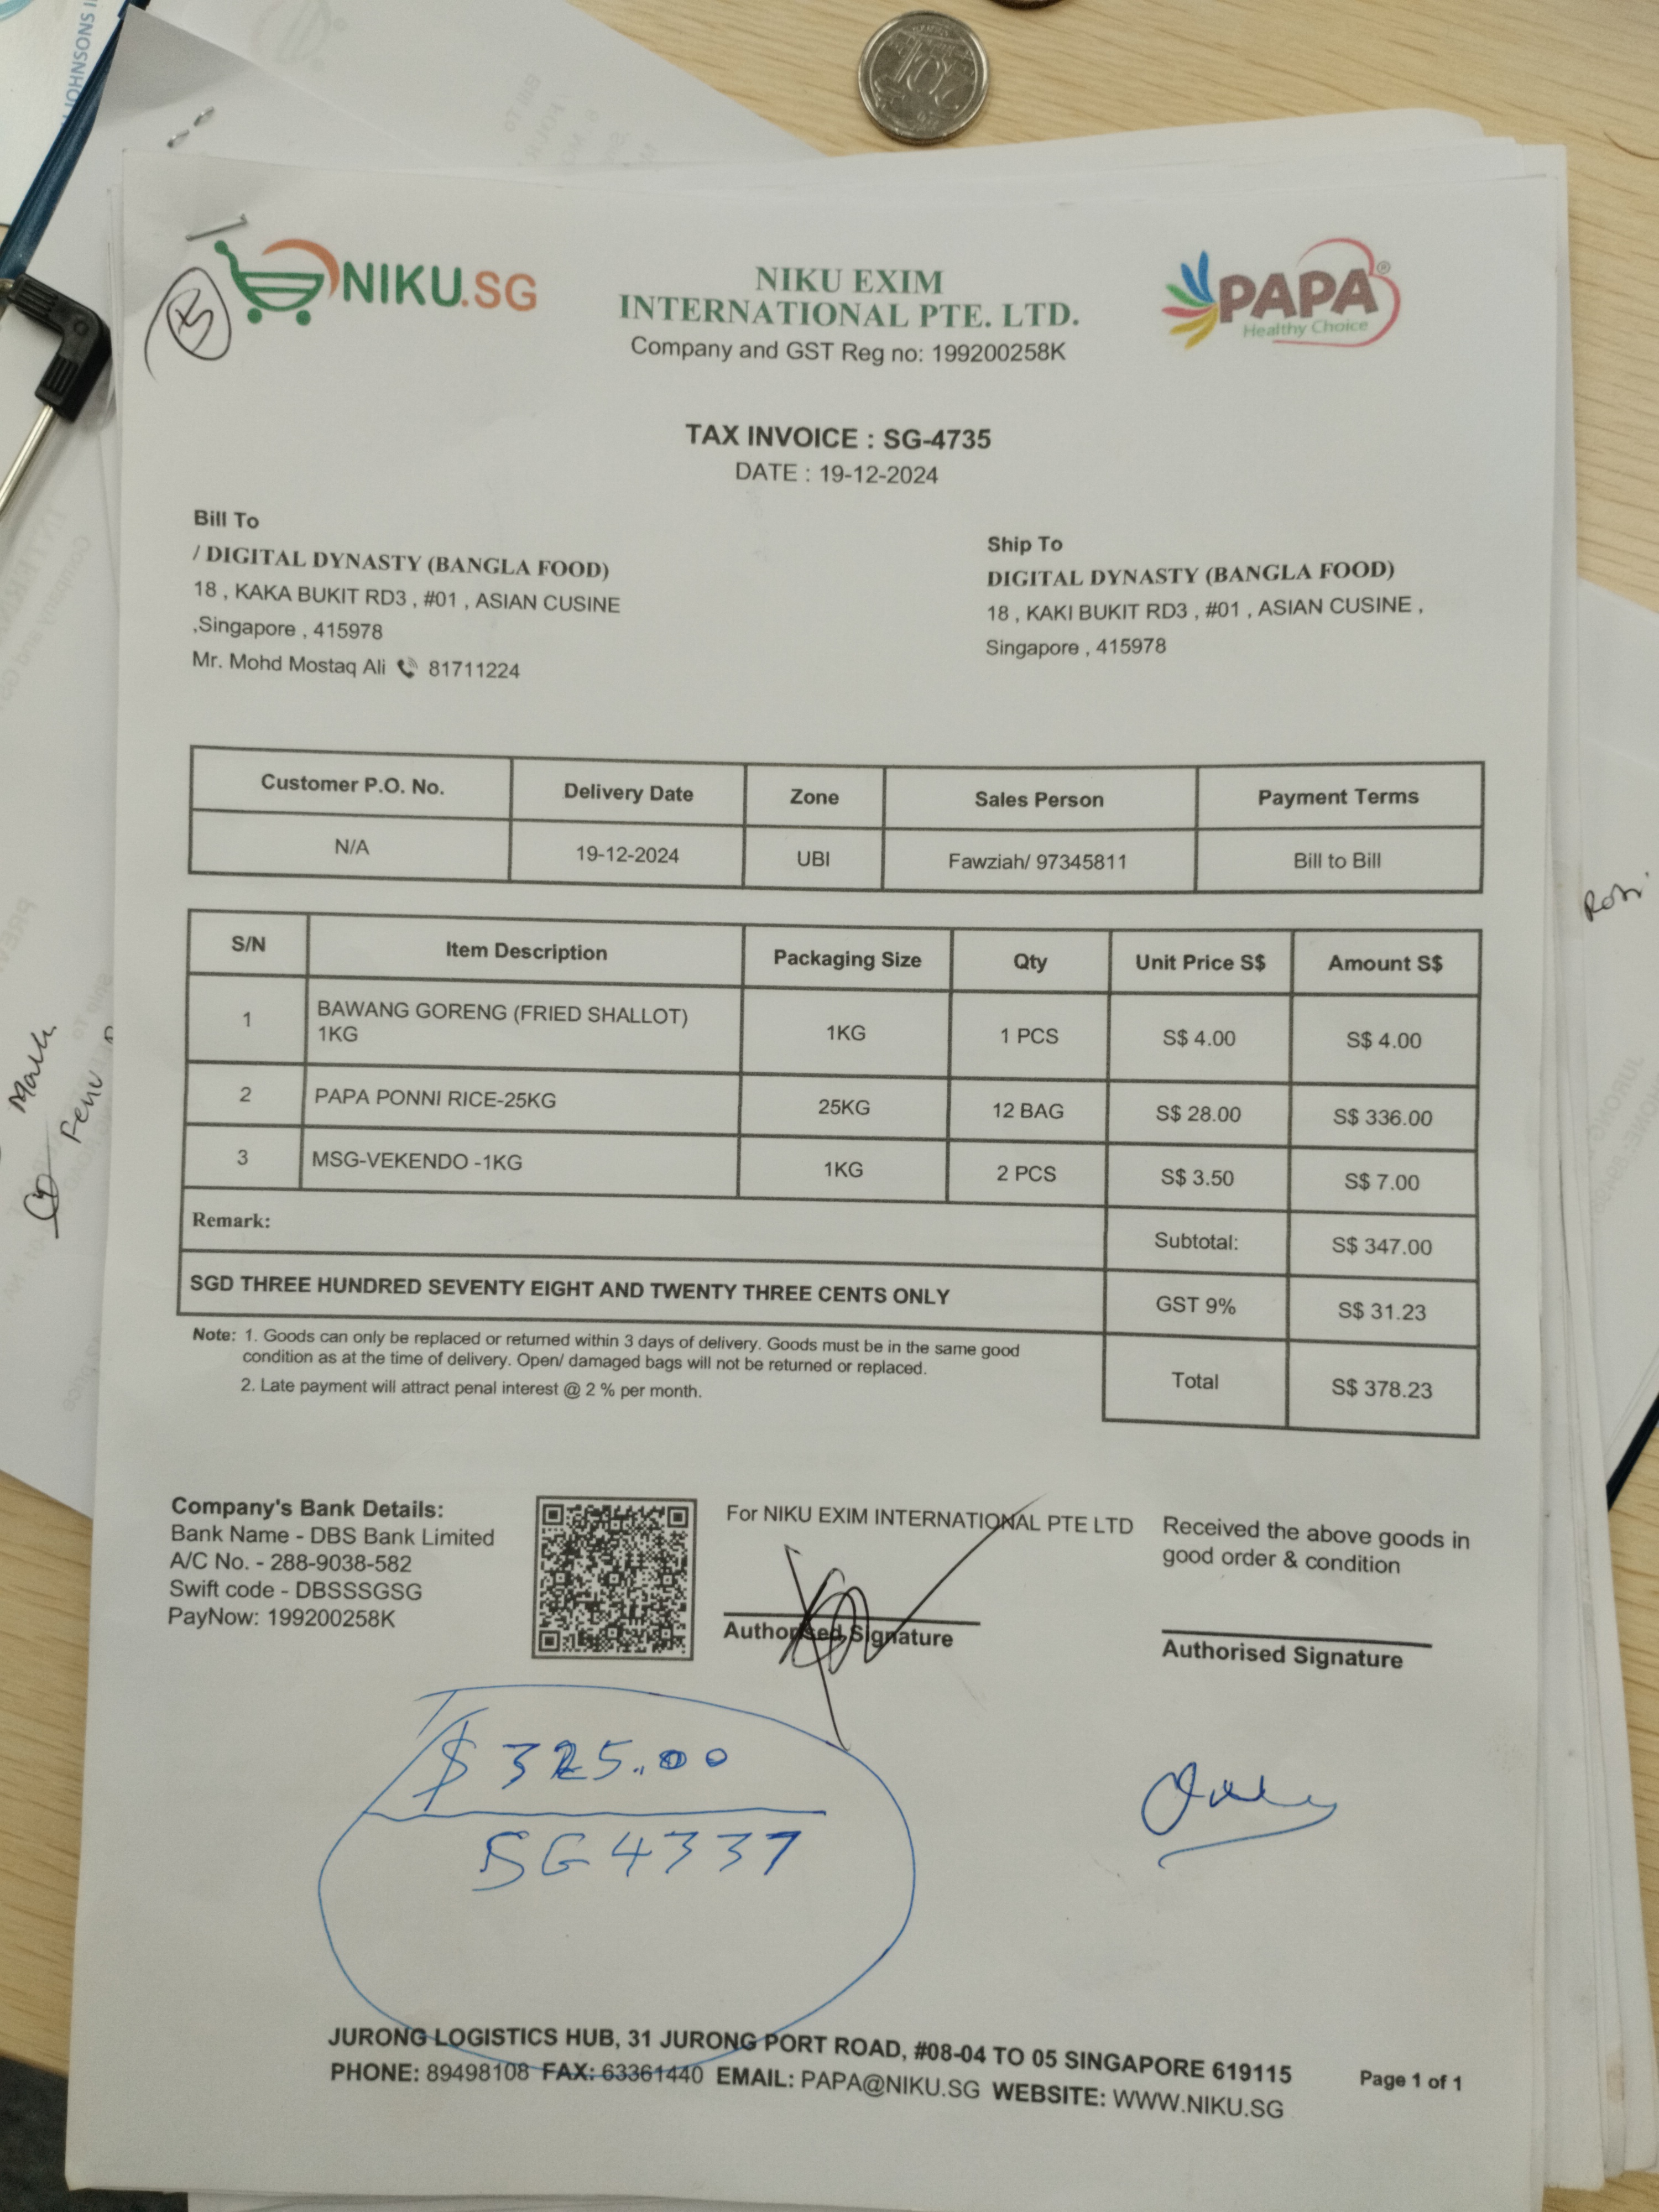 JOHNSONS
NIKU.SG
NIKU EXIM
INTERNATIONAL PTE. LTD.
Company and GST Reg no: 199200258K
PAPA®
Healthy Choice
TAX INVOICE : SG-4735
DATE : 19-12-2024
Bill To
/ DIGITAL DYNASTY (BANGLA FOOD)
18 , KAKA BUKIT RD3 , #01 , ASIAN CUSINE
,Singapore , 415978
Mr. Mohd Mostaq Ali 81711224
Ship To
DIGITAL DYNASTY (BANGLA FOOD)
18 , KAKI BUKIT RD3 , #01 , ASIAN CUSINE ,
Singapore , 415978
Customer P.O. No. Delivery Date Zone Sales Person Payment Terms
N/A 19-12-2024 UBI Fawziah/ 97345811 Bill to Bill
S/N Item Description Packaging Size Qty Unit Price S$ Amount S$
1 BAWANG GORENG (FRIED SHALLOT) 1KG 1 PCS S$ 4.00 S$ 4.00
1KG
2 PAPA PONNI RICE-25KG 25KG 12 BAG S$ 28.00 S$ 336.00
3 MSG-VEKENDO -1KG 1KG 2 PCS S$ 3.50 S$ 7.00
Remark: Subtotal: S$ 347.00
SGD THREE HUNDRED SEVENTY EIGHT AND TWENTY THREE CENTS ONLY GST 9% S$ 31.23
Total S$ 378.23
Note: 1. Goods can only be replaced or returned within 3 days of delivery. Goods must be in the same good
condition as at the time of delivery. Open/ damaged bags will not be returned or replaced.
2. Late payment will attract penal interest @ 2 % per month.
Company's Bank Details:
Bank Name - DBS Bank Limited
A/C No. - 288-9038-582
Swift code - DBSSSGSG
PayNow: 199200258K
For NIKU EXIM INTERNATIONAL PTE LTD
Authorised Signature
Received the above goods in
good order & condition
Authorised Signature
$ 325.00
SG 4337
JURONG LOGISTICS HUB, 31 JURONG PORT ROAD, #08-04 TO 05 SINGAPORE 619115
PHONE: 89498108 FAX: 63361440 EMAIL: PAPA@NIKU.SG WEBSITE: WWW.NIKU.SG
Page 1 of 1